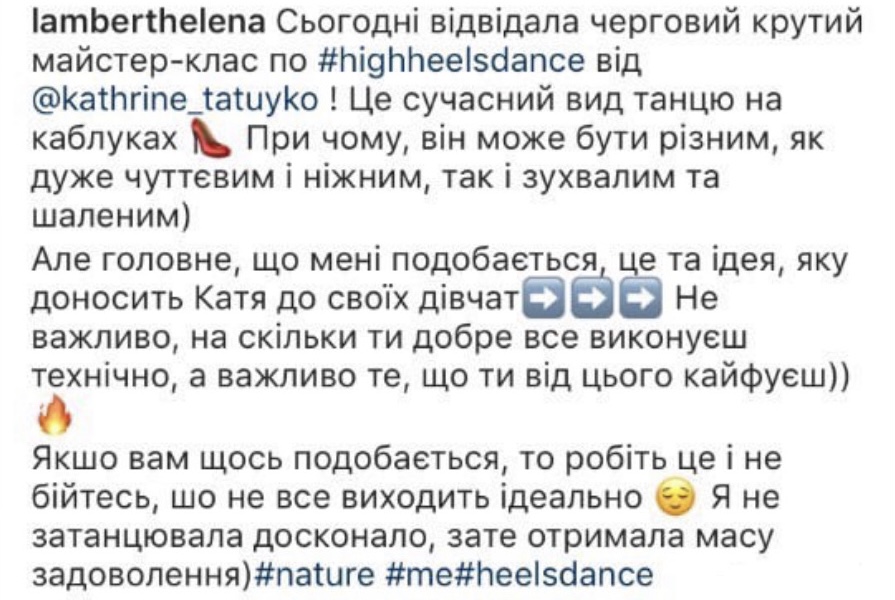 lamberthelena Сьогодні відвідала черговий крутий
майстер-клас по #highheelsdance від
@kathrine_tatuyko ! Це сучасний вид танцю на
каблуках 👠 При чому, він може бути різним, як
дуже чуттєвим і ніжним, так і зухвалим та
шаленим)
Але головне, що мені подобається, це та ідея, яку
доносить Катя до своїх дівчат➡️➡️➡️ Не
важливо, на скільки ти добре все виконуєш
технічно, а важливо те, що ти від цього кайфуєш))
🔥
Якшо вам щось подобається, то робіть це і не
бійтесь, шо не все виходить ідеально 😌 Я не
затанцювала досконало, зате отримала масу
задоволення)#nature #me#heelsdance